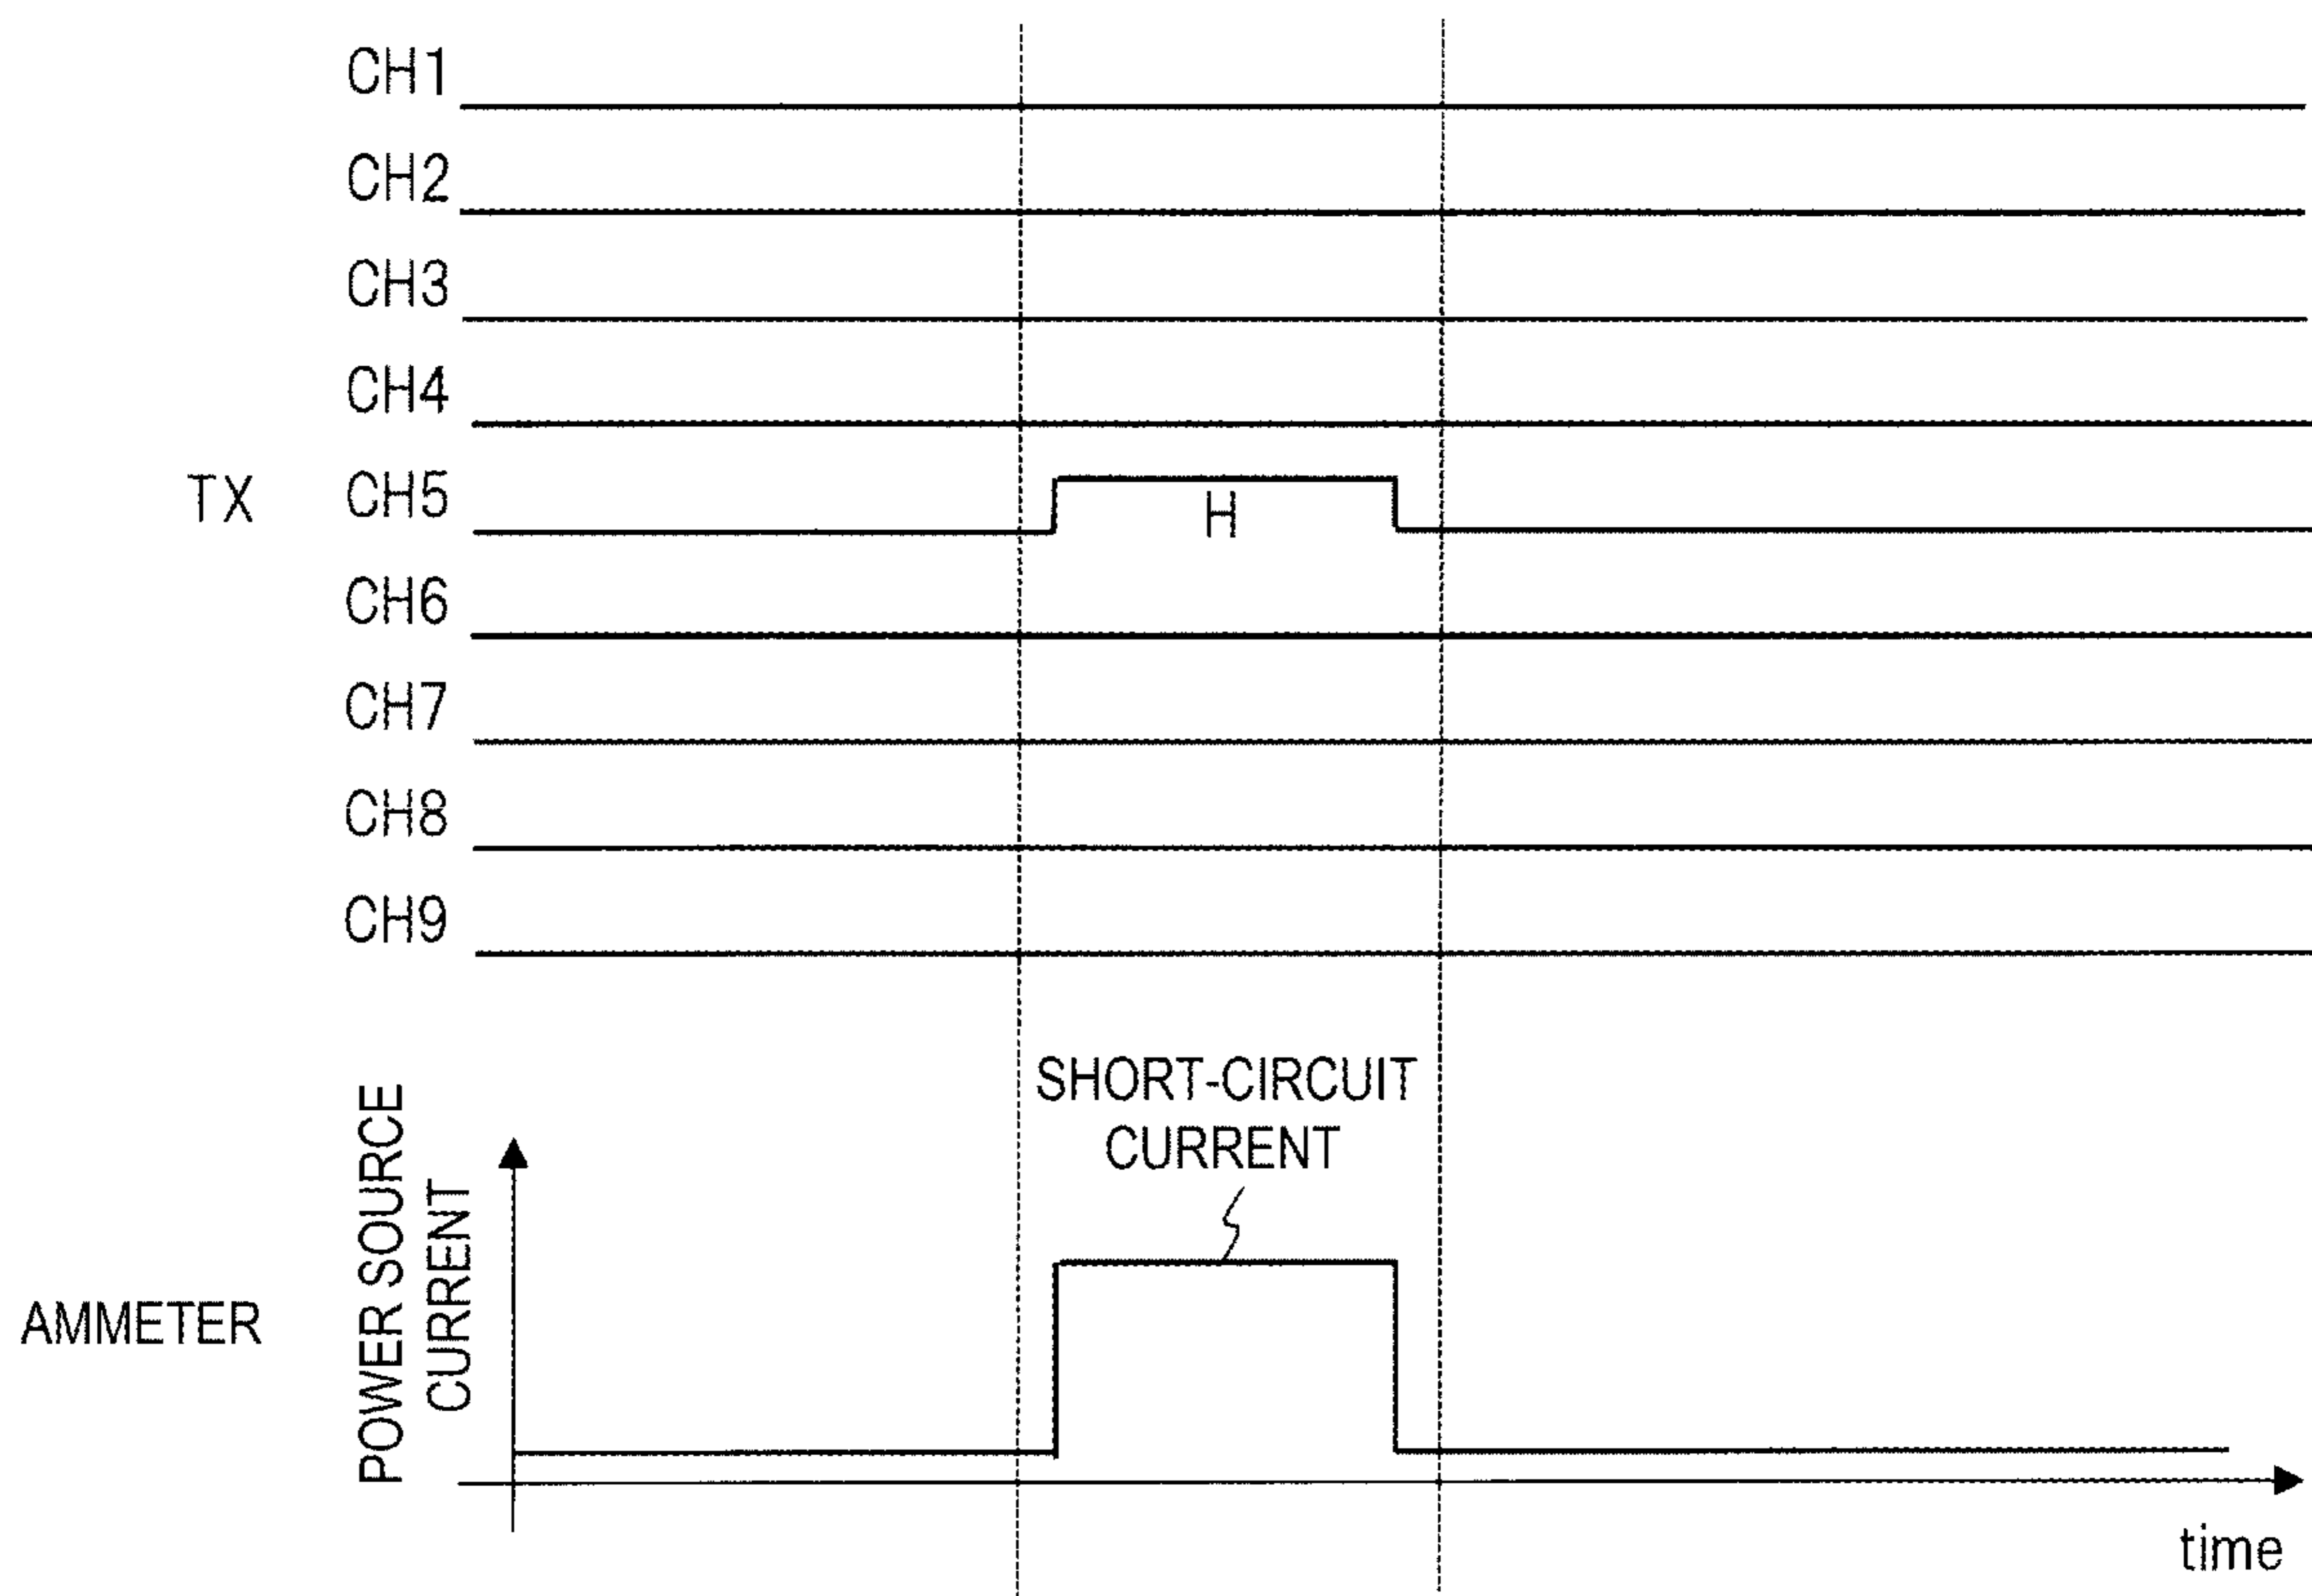 CH1
CH2
CH3
CH4
TX
CH5
H
CH6
CH7
CH8
CH9
SHORT-CIRCUIT
CURRENT
AMMETER
POWER SOURCE
CURRENT
time